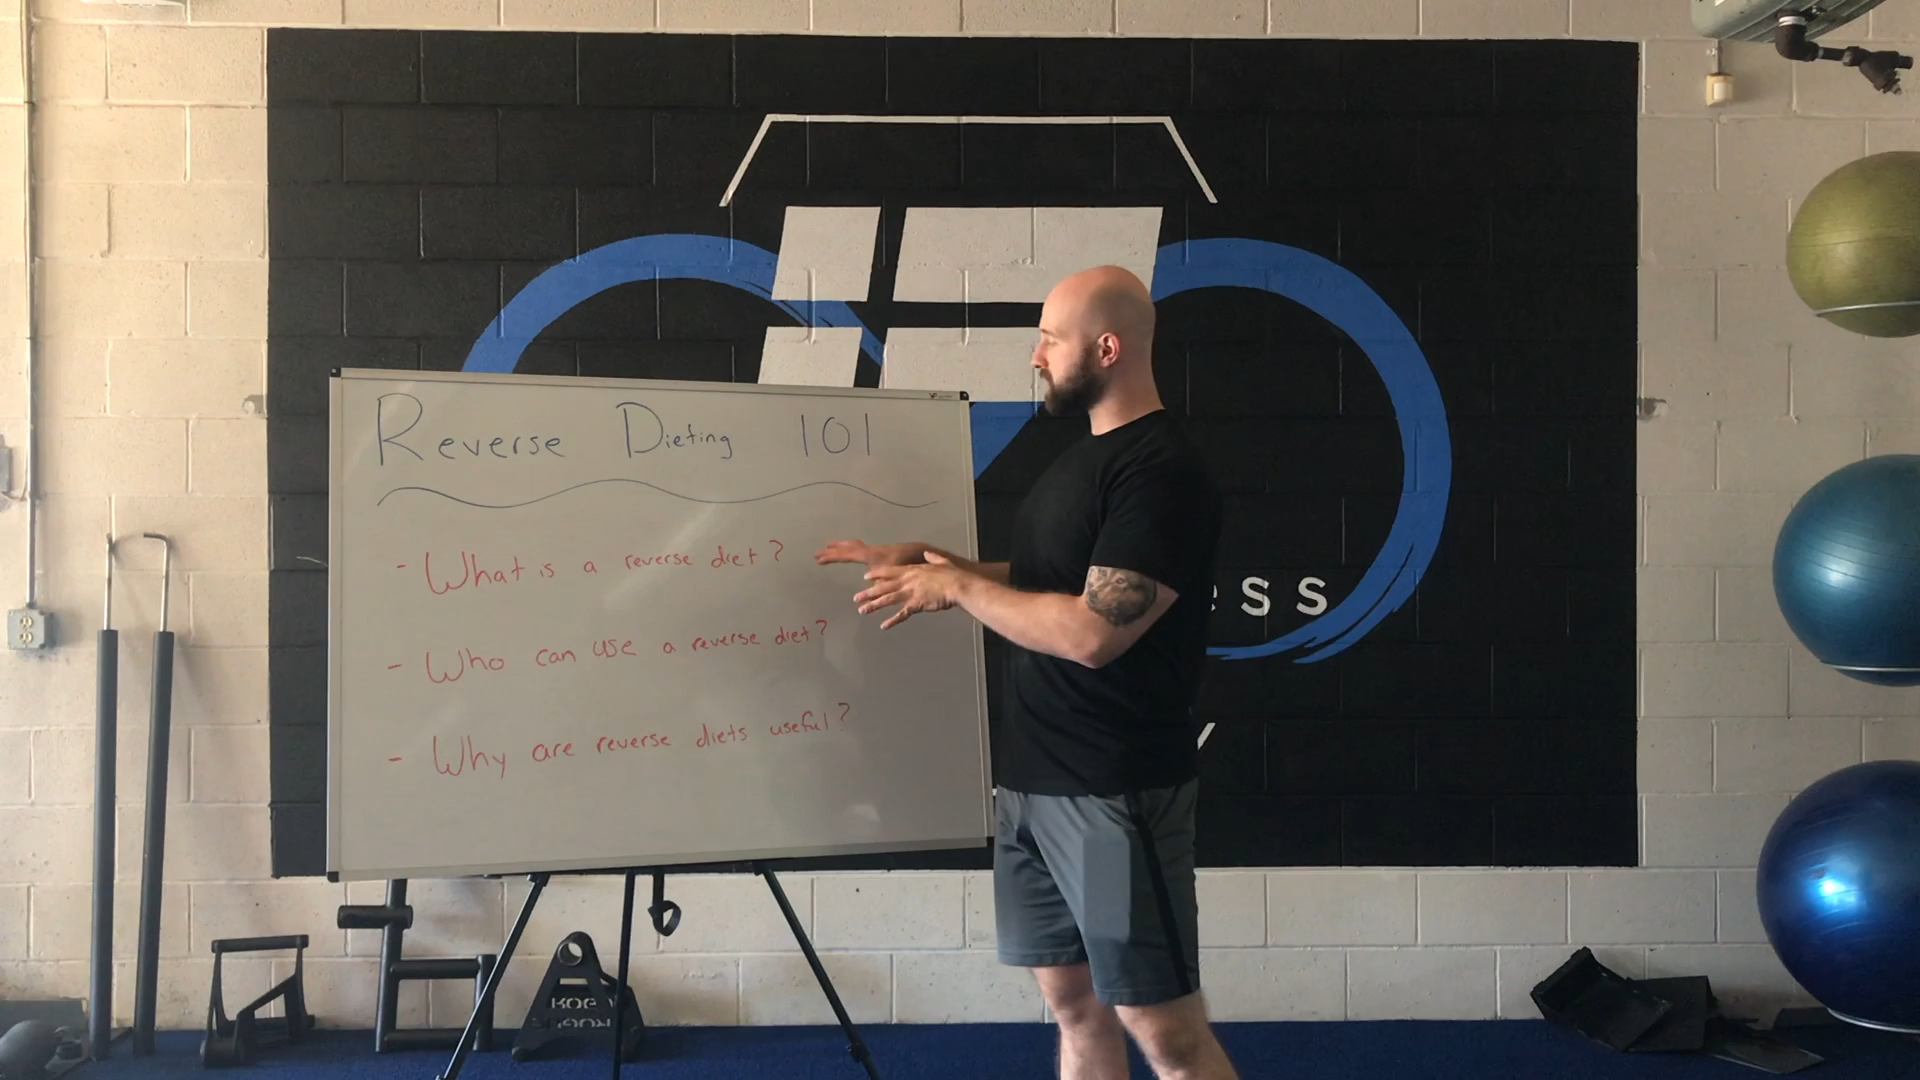 Reverse Dieting 101
- What is a reverse diet?
- Who can use a reverse diet?
- Why are reverse diets useful?
ess